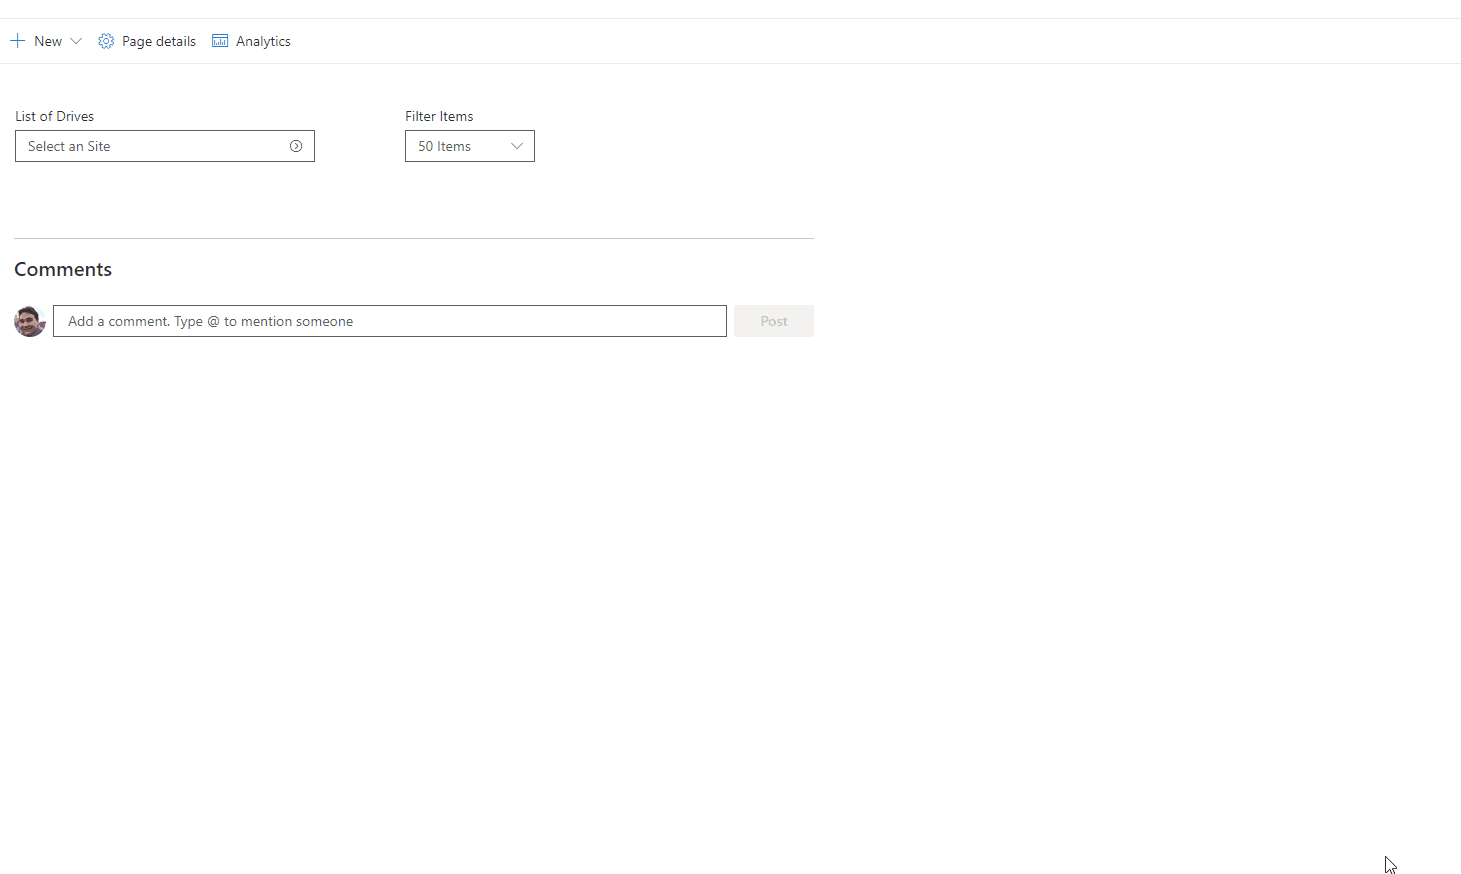 New Page details Analytics
List of Drives Filter Items
Select an Site 50 Items
Comments
Add a comment. Type @ to mention someone Post